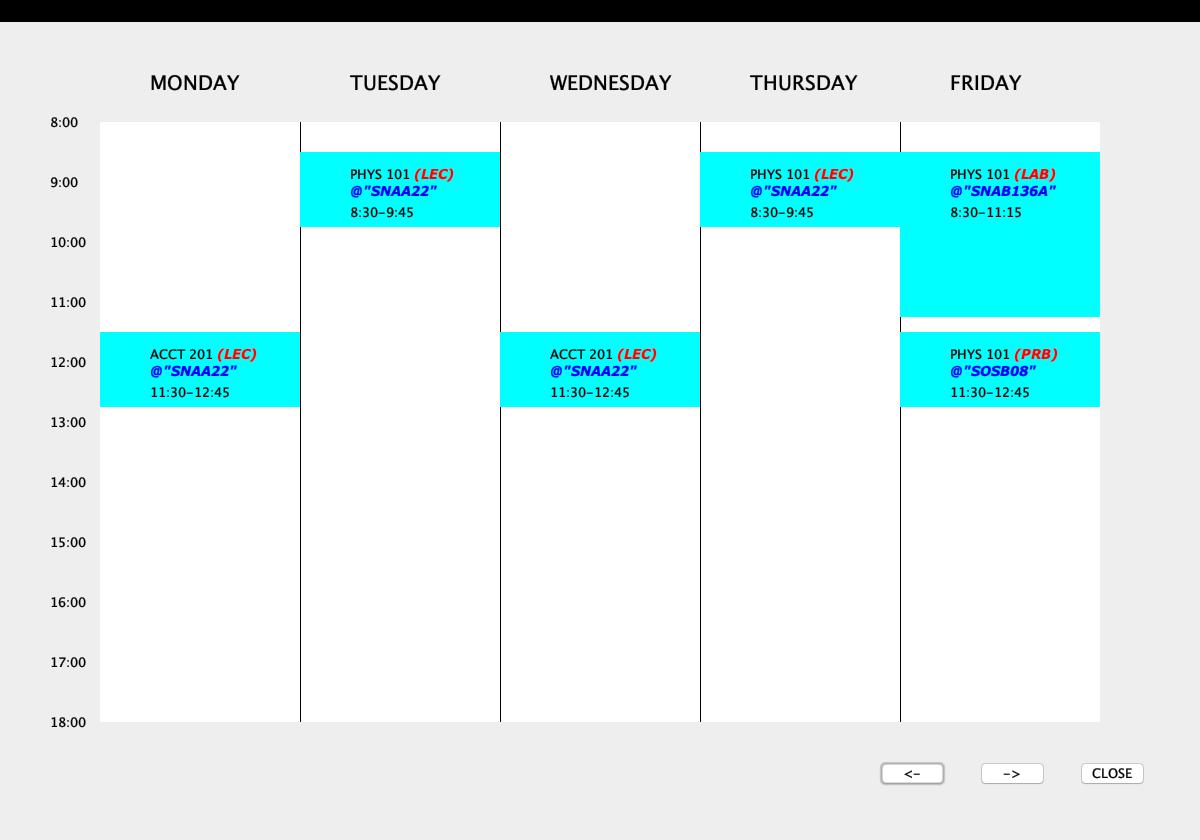 MONDAY TUESDAY WEDNESDAY THURSDAY FRIDAY
8:00
PHYS 101 (LEC) PHYS 101 (LEC) PHYS 101 (LAB)
9:00 @"SNAA22" @"SNAA22" @"SNAB136A"
8:30-9:45 8:30-9:45 8:30-11:15
10:00
11:00
ACCT 201 (LEC) ACCT 201 (LEC) PHYS 101 (PRB)
12:00 @"SNAA22" @"SNAA22" @"SOSB08"
11:30-12:45 11:30-12:45 11:30-12:45
13:00
14:00
15:00
16:00
17:00
18:00
<- -> CLOSE